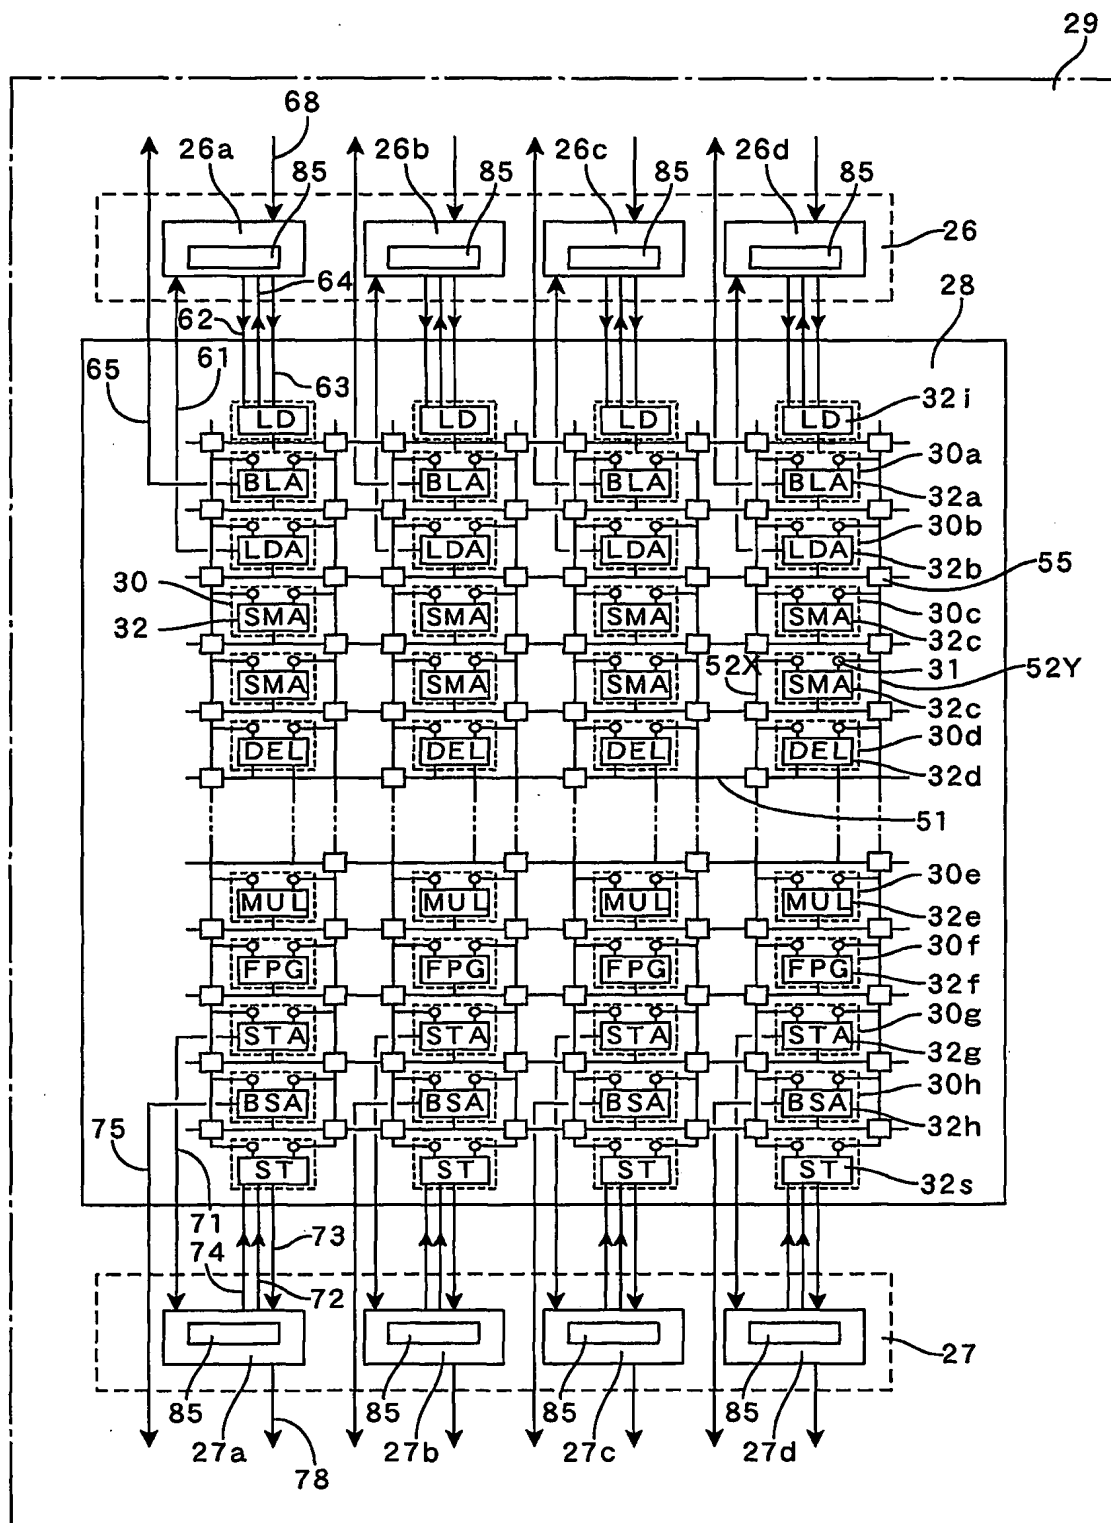 29
68
26a 26b 26c 26d
85 85 85 85
26
64
28
62
61
65 63
LD LD LD LD 32i
30a
BLA BLA BLA BLA 32a
30b
LDA LDA LDA LDA 32b
55
30
SMA SMA SMA SMA 30c
32 32c
52X 31 52Y
SMA SMA SMA SMA 32c
DEL DEL DEL DEL 30d
32d
51
30e
MUL MUL MUL MUL 32e
30f
FPG FPG FPG FPG 32f
STA STA STA STA 30g
32g
30h
BSA BSA BSA BSA 32h
75
ST ST ST ST 32s
71 73
74
72
27
85 85 85 85
27a 27b 27c 27d
78